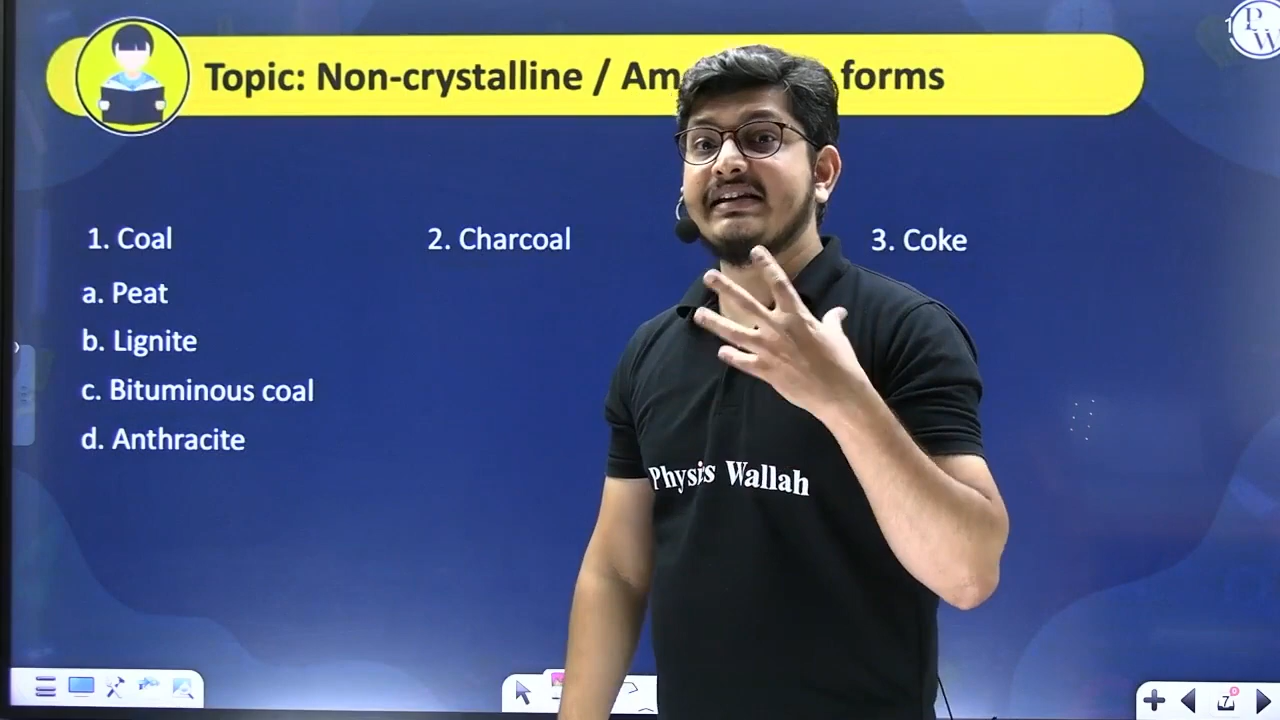 Topic: Non-crystalline / Am forms
1. Coal
2. Charcoal
3. Coke
a. Peat
b. Lignite
c. Bituminous coal
d. Anthracite
Physics Wallah
P
W